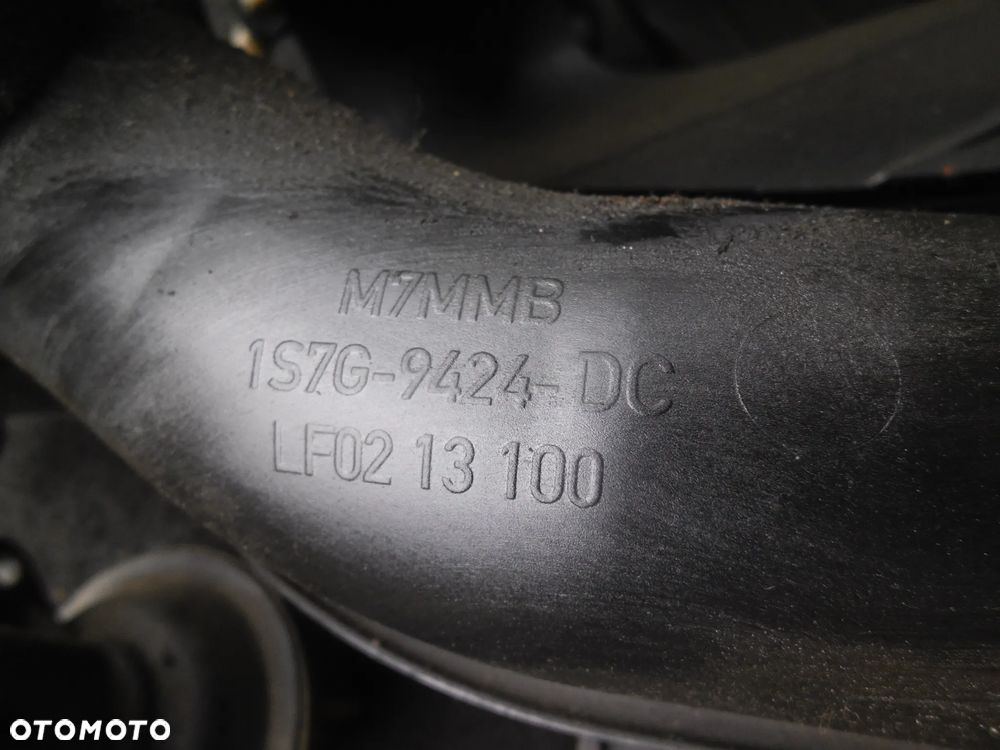 M7MMB
1S7G-9424-DC
LF02 13 100
OTOMOTO